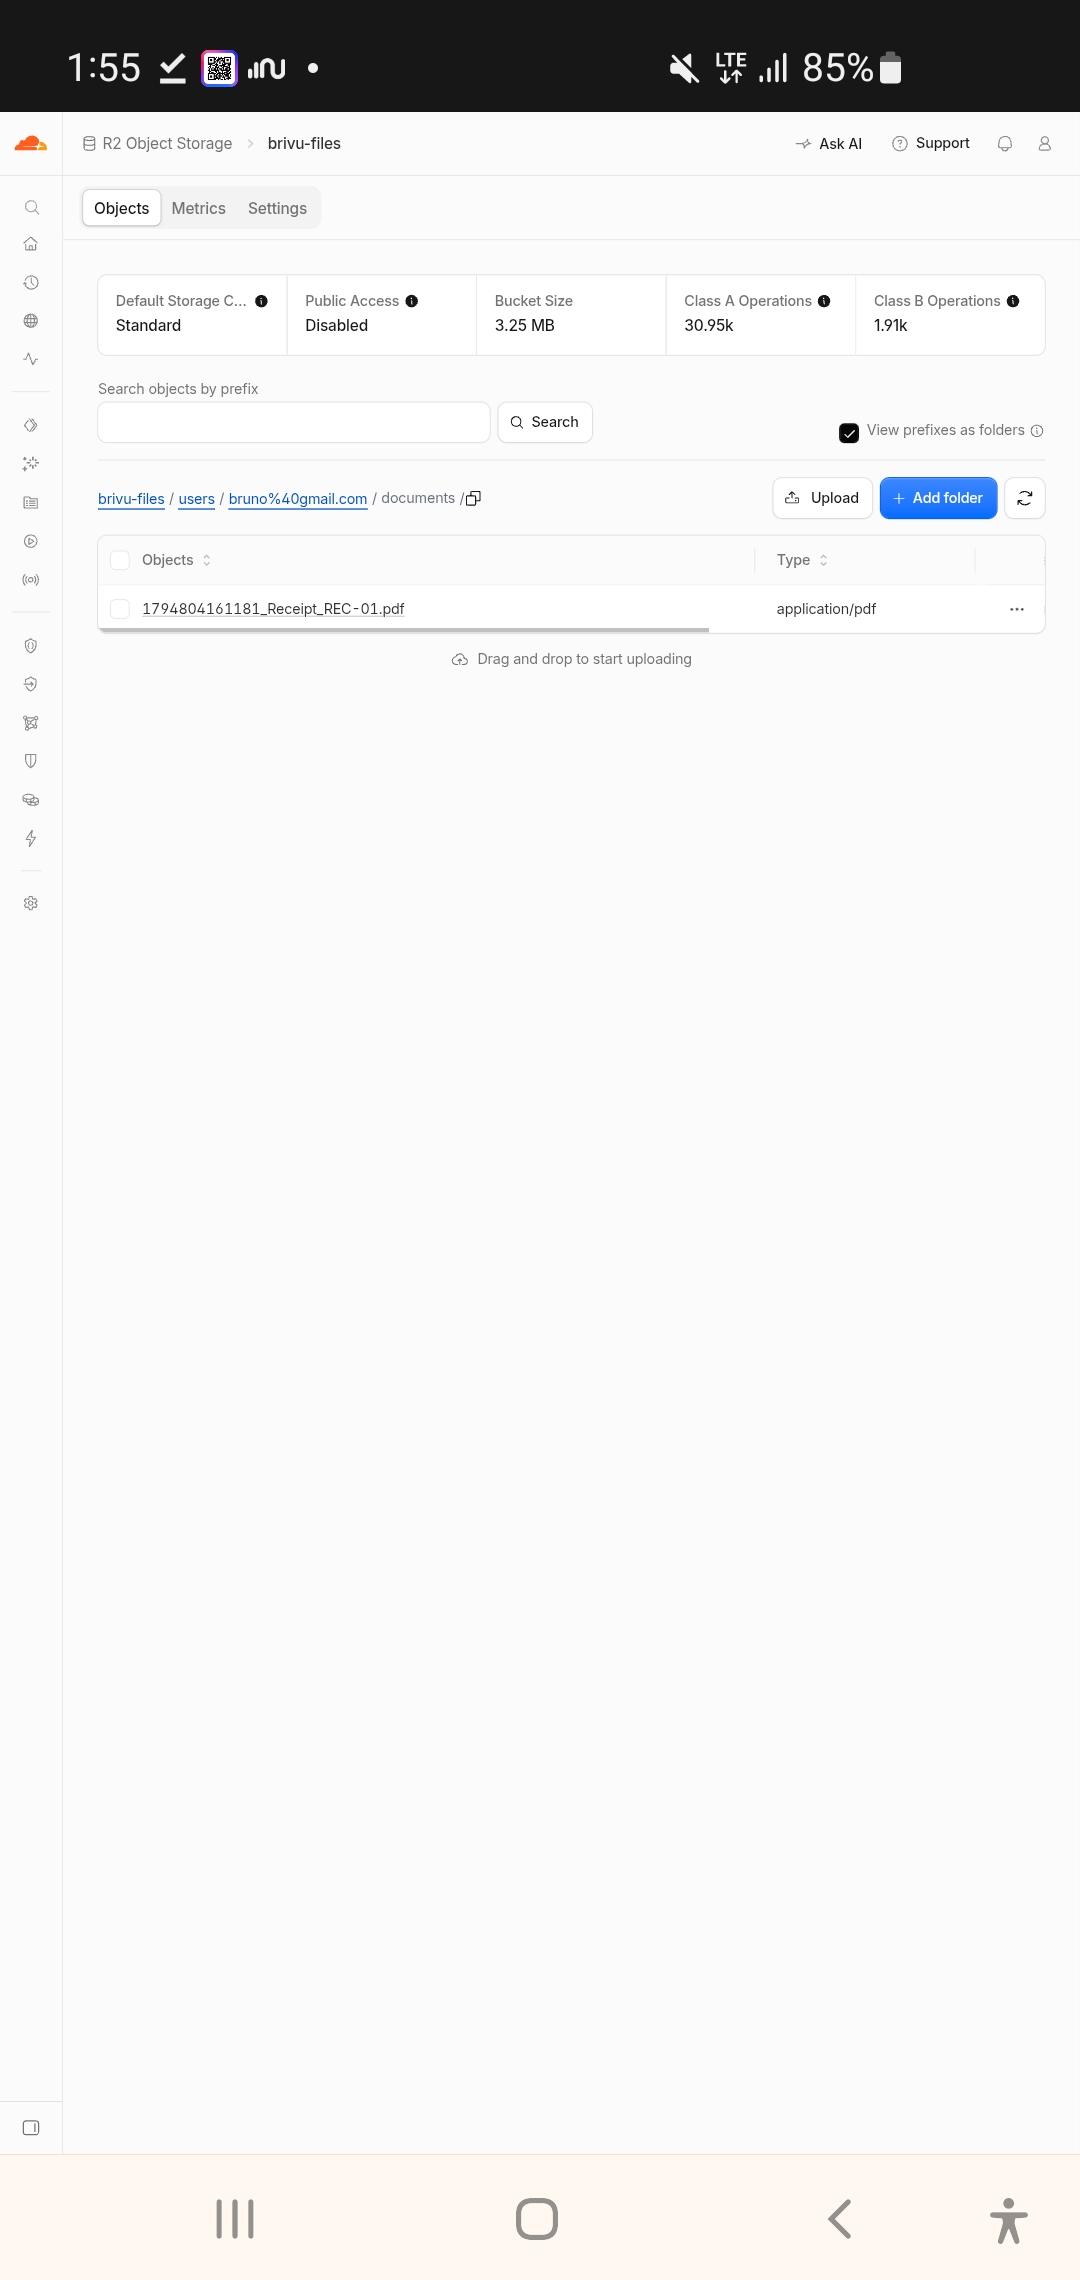 1:55 LTE 85%
R2 Object Storage > brivu-files Ask AI Support
Objects Metrics Settings
Default Storage C... Public Access Bucket Size Class A Operations Class B Operations
Standard Disabled 3.25 MB 30.95k 1.91k
Search objects by prefix
Search View prefixes as folders
brivu-files / users / bruno%40gmail.com / documents / Upload + Add folder
Objects Type
1794804161181_Receipt_REC-01.pdf application/pdf ...
Drag and drop to start uploading